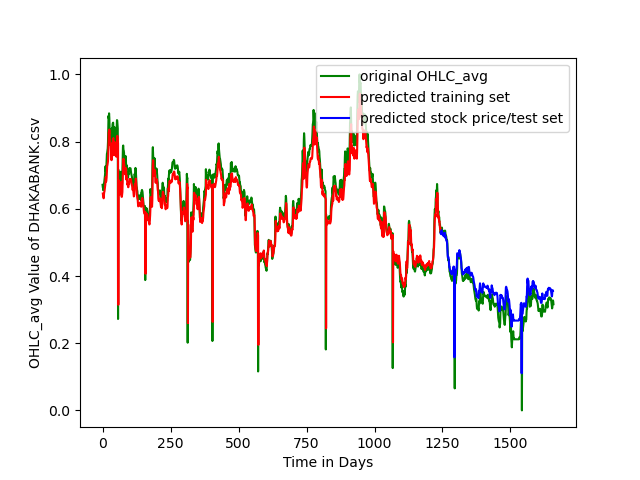 original OHLC_avg
predicted training set
predicted stock price/test set
OHLC_avg Value of DHAKABANK.csv
1.0
0.8
0.6
0.4
0.2
0.0
0 250 500 750 1000 1250 1500
Time in Days